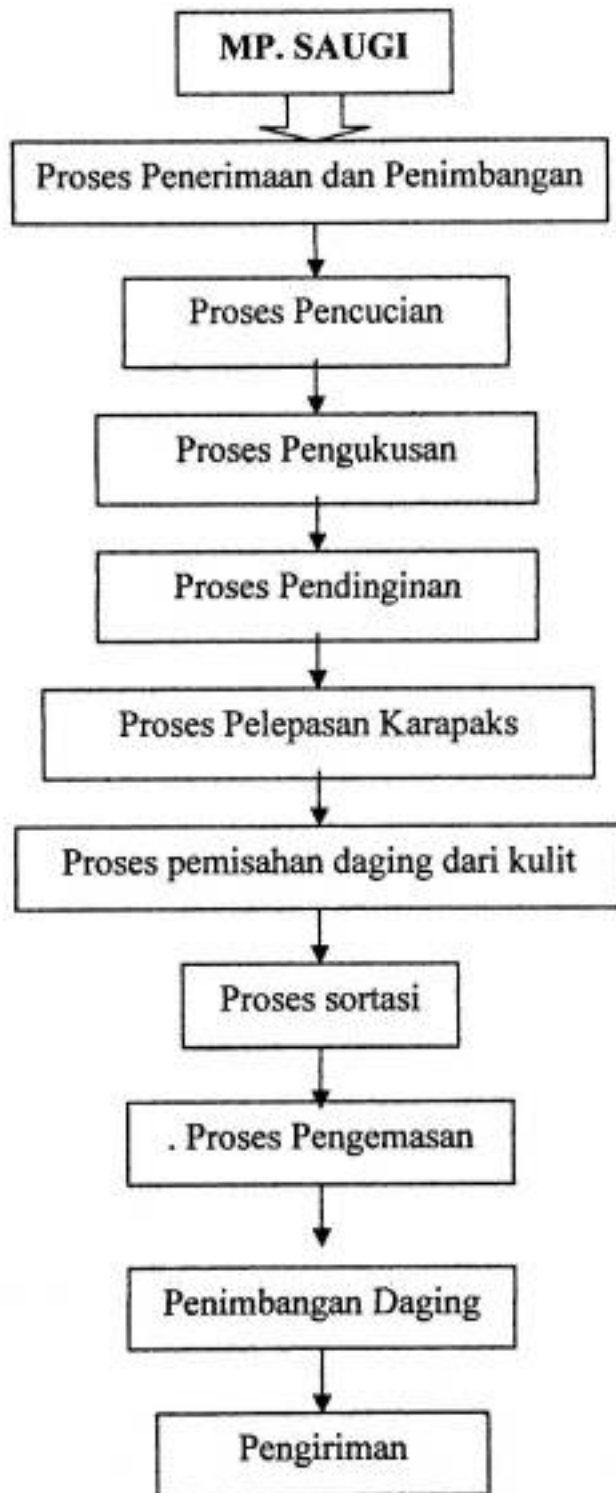 MP. SAUGI
Proses Penerimaan dan Penimbangan
Proses Pencucian
Proses Pengukusan
Proses Pendinginan
Proses Pelepasan Karapaks
Proses pemisahan daging dari kulit
Proses sortasi
. Proses Pengemasan
Penimbangan Daging
Pengiriman